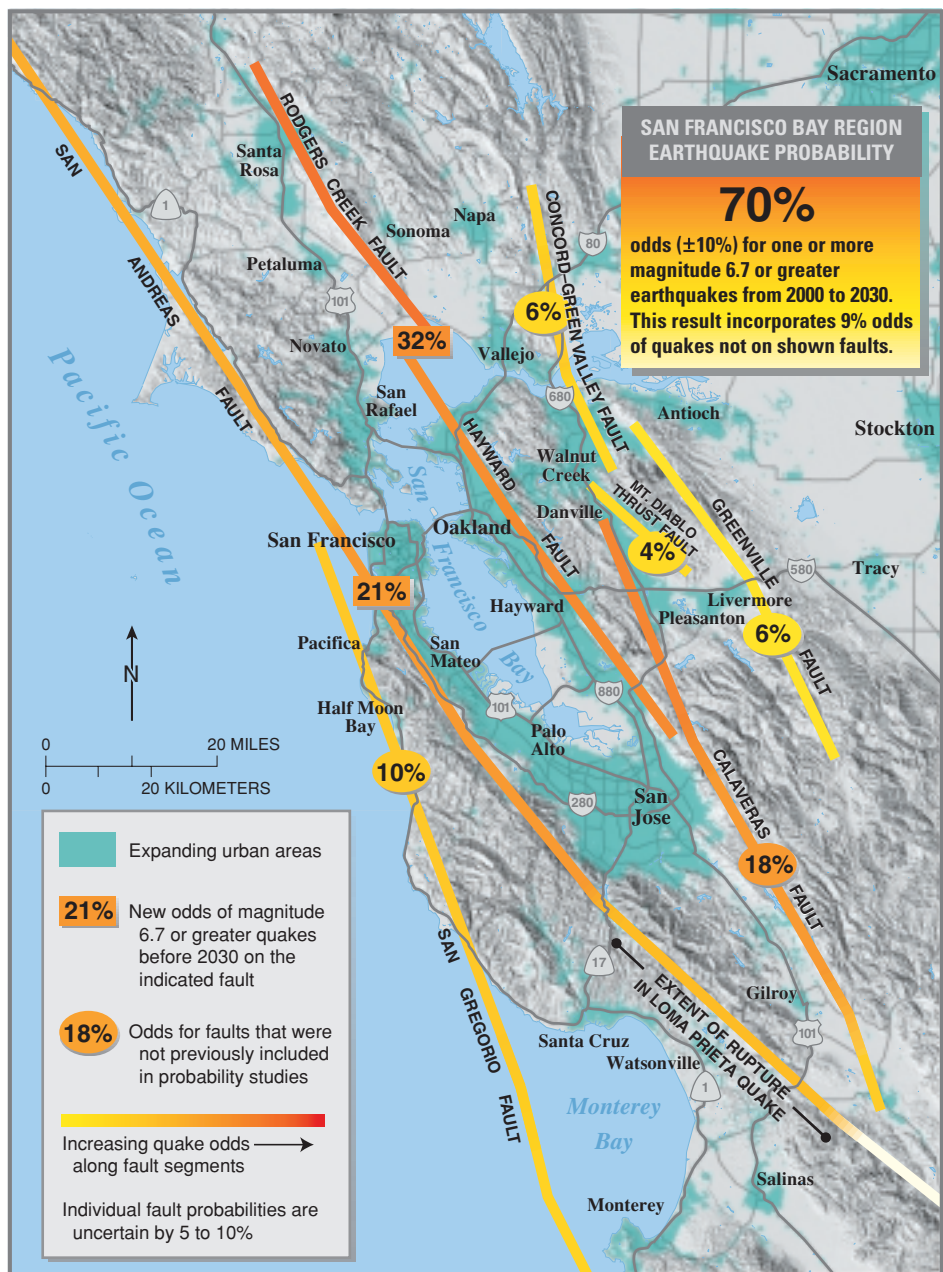 Sacramento
SAN FRANCISCO BAY REGION
EARTHQUAKE PROBABILITY
70%
odds (±10%) for one or more
magnitude 6.7 or greater
earthquakes from 2000 to 2030.
This result incorporates 9% odds
of quakes not on shown faults.
SAN ANDREAS FAULT
RODGERS CREEK FAULT
Santa
Rosa
1
Sonoma
Napa
CONCORD–GREEN VALLEY FAULT
80
Petaluma
101
6%
32%
Novato
Vallejo
Pacific Ocean
San
Rafael
680
Antioch
Stockton
HAYWARD FAULT
Walnut
Creek
MT. DIABLO
THRUST FAULT
GREENVILLE FAULT
Danville
4%
San Francisco Bay
Oakland
San Francisco
580
Tracy
21%
Hayward
Livermore
Pleasanton
6%
Pacifica
San
Mateo
N
880
101
Half Moon
Bay
Palo
Alto
0 20 MILES
0 20 KILOMETERS
10%
280
San
Jose
CALAVERAS FAULT
18%
SAN GREGORIO FAULT
17
EXTENT OF RUPTURE
IN LOMA PRIETA QUAKE
Gilroy
101
Santa Cruz
Watsonville
1
Monterey
Bay
Salinas
Monterey
Expanding urban areas
21%
New odds of magnitude
6.7 or greater quakes
before 2030 on the
indicated fault
18%
Odds for faults that were
not previously included
in probability studies
Increasing quake odds
along fault segments
Individual fault probabilities are
uncertain by 5 to 10%